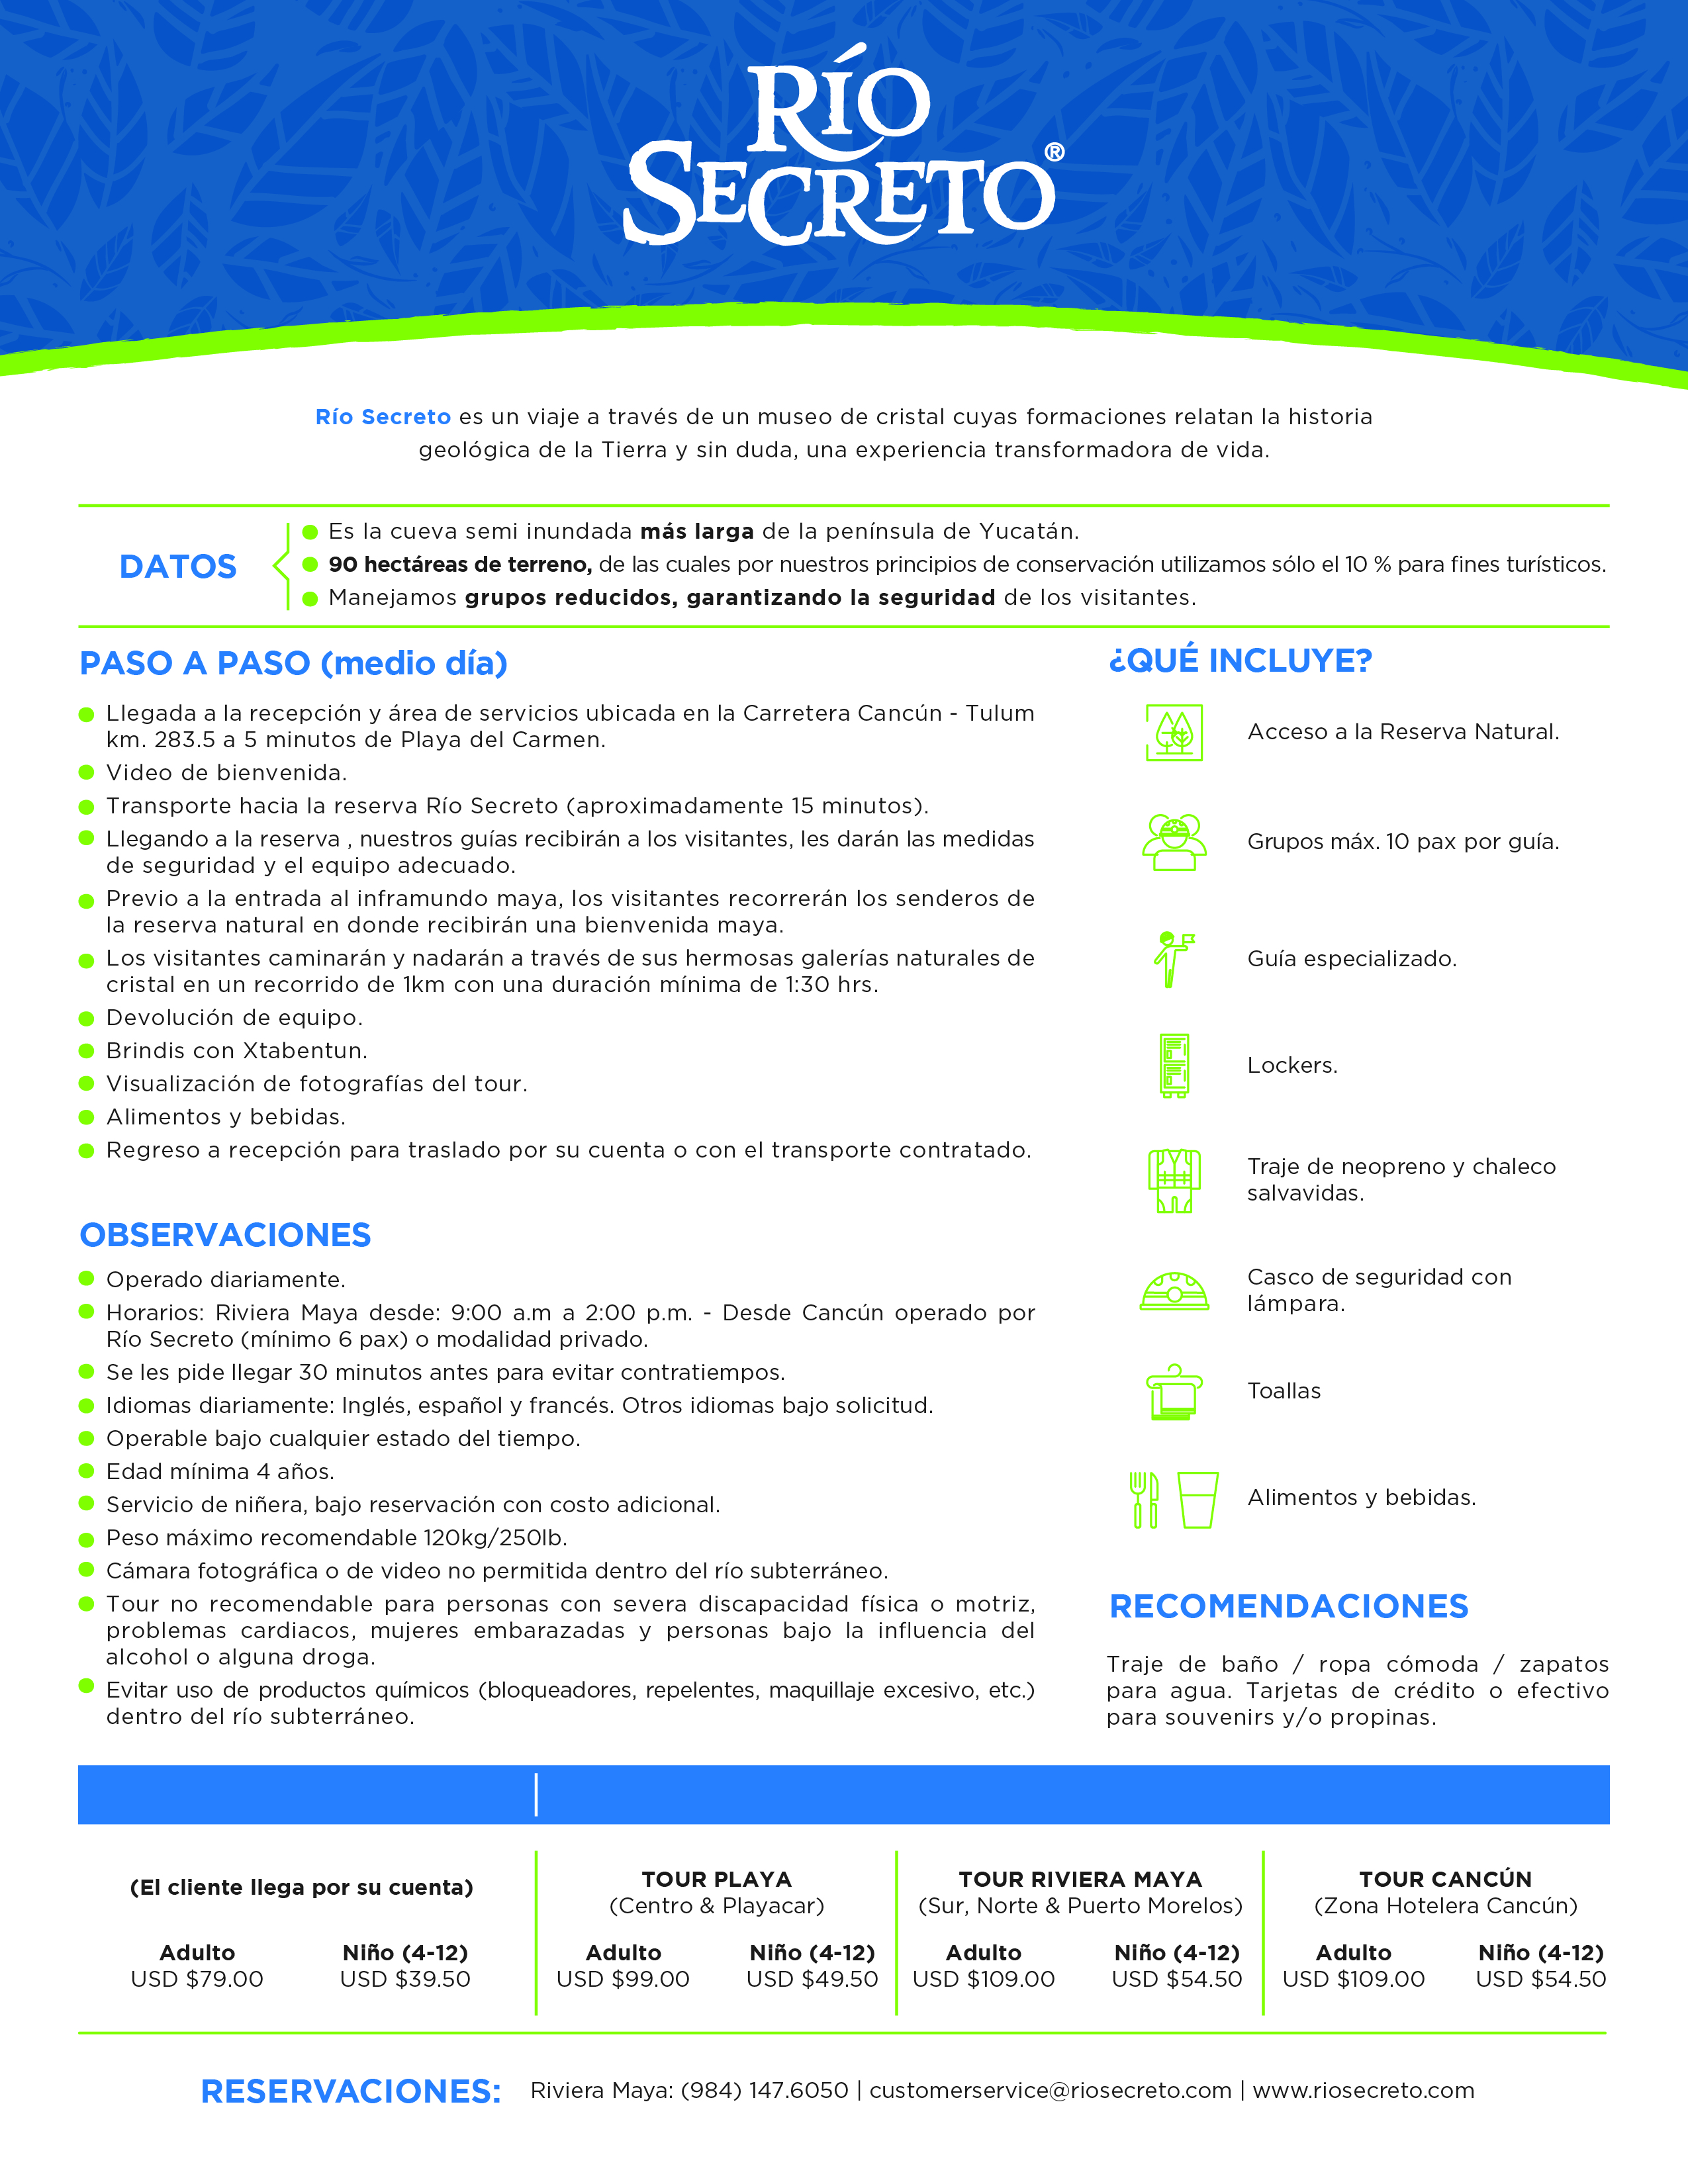 RÍO
SECRETO®
Río Secreto es un viaje a través de un museo de cristal cuyas formaciones relatan la historia
geológica de la Tierra y sin duda, una experiencia transformadora de vida.
DATOS
Es la cueva semi inundada más larga de la península de Yucatán.
90 hectáreas de terreno, de las cuales por nuestros principios de conservación utilizamos sólo el 10 % para fines turísticos.
Manejamos grupos reducidos, garantizando la seguridad de los visitantes.
PASO A PASO (medio día)
Llegada a la recepción y área de servicios ubicada en la Carretera Cancún - Tulum
km. 283.5 a 5 minutos de Playa del Carmen.
Video de bienvenida.
Transporte hacia la reserva Río Secreto (aproximadamente 15 minutos).
Llegando a la reserva , nuestros guías recibirán a los visitantes, les darán las medidas
de seguridad y el equipo adecuado.
Previo a la entrada al inframundo maya, los visitantes recorrerán los senderos de
la reserva natural en donde recibirán una bienvenida maya.
Los visitantes caminarán y nadarán a través de sus hermosas galerías naturales de
cristal en un recorrido de 1km con una duración mínima de 1:30 hrs.
Devolución de equipo.
Brindis con Xtabentun.
Visualización de fotografías del tour.
Alimentos y bebidas.
Regreso a recepción para traslado por su cuenta o con el transporte contratado.
OBSERVACIONES
Operado diariamente.
Horarios: Riviera Maya desde: 9:00 a.m a 2:00 p.m. - Desde Cancún operado por
Río Secreto (mínimo 6 pax) o modalidad privado.
Se les pide llegar 30 minutos antes para evitar contratiempos.
Idiomas diariamente: Inglés, español y francés. Otros idiomas bajo solicitud.
Operable bajo cualquier estado del tiempo.
Edad mínima 4 años.
Servicio de niñera, bajo reservación con costo adicional.
Peso máximo recomendable 120kg/250lb.
Cámara fotográfica o de video no permitida dentro del río subterráneo.
Tour no recomendable para personas con severa discapacidad física o motriz,
problemas cardiacos, mujeres embarazadas y personas bajo la influencia del
alcohol o alguna droga.
Evitar uso de productos químicos (bloqueadores, repelentes, maquillaje excesivo, etc.)
dentro del río subterráneo.
¿QUÉ INCLUYE?
Acceso a la Reserva Natural.
Grupos máx. 10 pax por guía.
Guía especializado.
Lockers.
Traje de neopreno y chaleco
salvavidas.
Casco de seguridad con
lámpara.
Toallas
Alimentos y bebidas.
RECOMENDACIONES
Traje de baño / ropa cómoda / zapatos
para agua. Tarjetas de crédito o efectivo
para souvenirs y/o propinas.
(El cliente llega por su cuenta)
Adulto Niño (4-12)
USD $79.00 USD $39.50
TOUR PLAYA
(Centro & Playacar)
Adulto Niño (4-12)
USD $99.00 USD $49.50
TOUR RIVIERA MAYA
(Sur, Norte & Puerto Morelos)
Adulto Niño (4-12)
USD $109.00 USD $54.50
TOUR CANCÚN
(Zona Hotelera Cancún)
Adulto Niño (4-12)
USD $109.00 USD $54.50
RESERVACIONES: Riviera Maya: (984) 147.6050 | customerservice@riosecreto.com | www.riosecreto.com